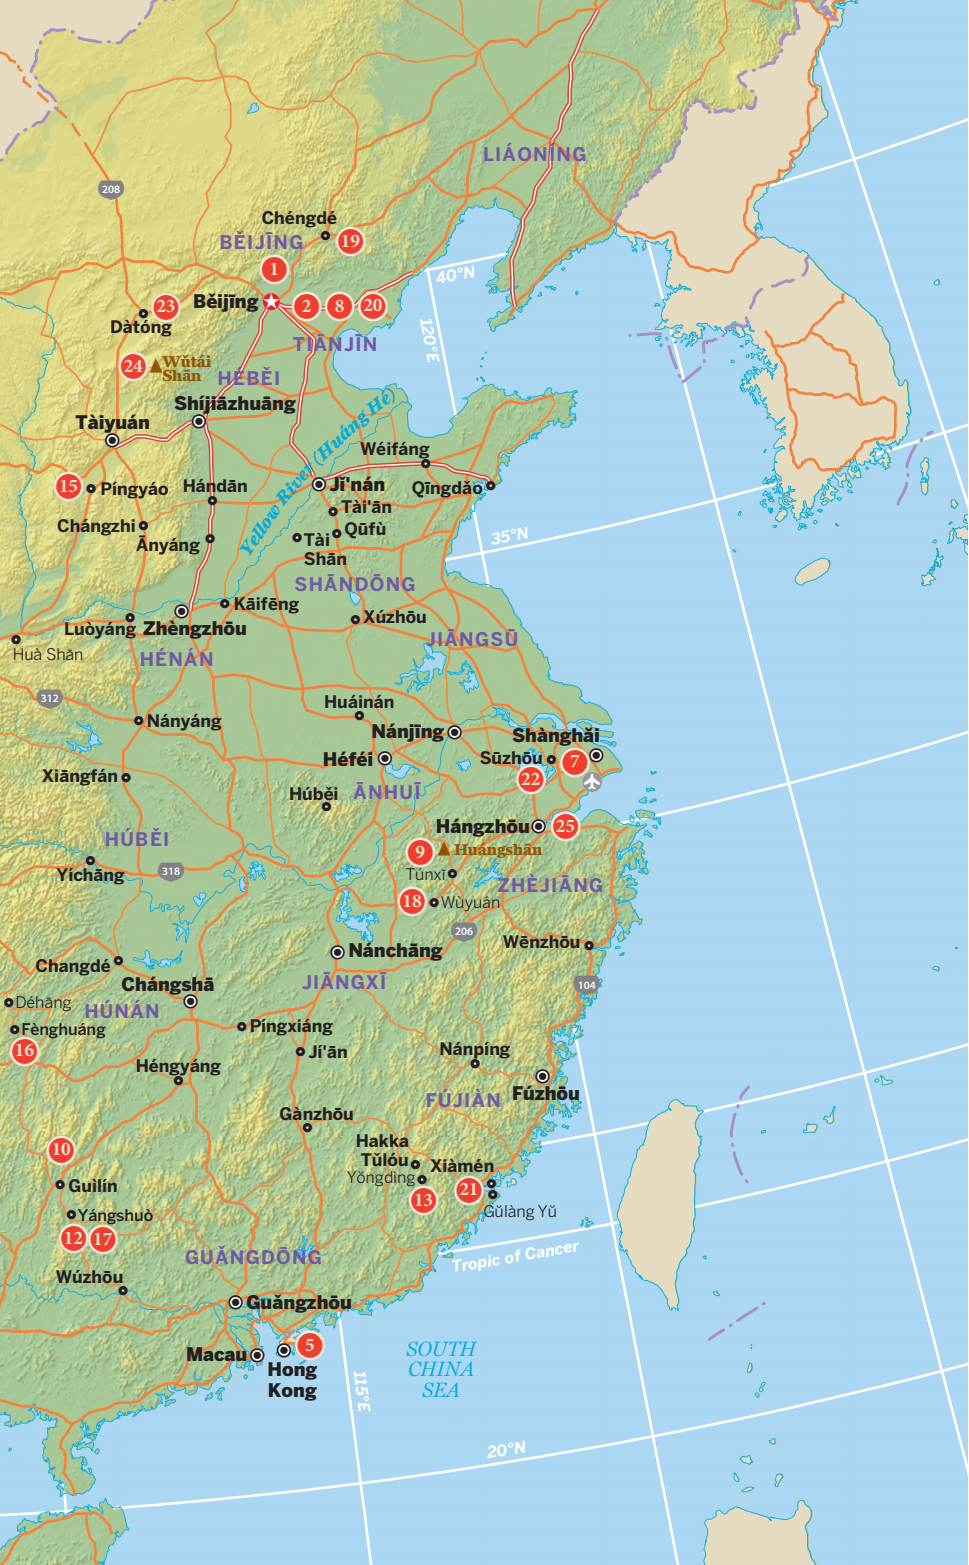 LIÁONÍNG
208
Chéngdé
19
BĚIJĪNG
1
40°N
Běijīng
2
8
20
23
Dàtóng
120°E
TIĀNJĪN
24
Wǔtái
Shān
HÉBĚI
Shíjiāzhuāng
Yellow River (Huáng Hé)
Tàiyuán
Wéifáng
15
Píngyáo
Hándān
Jǐ'nán
Qīngdǎo
Tài'ān
Chángzhì
Qūfù
Ānyáng
Tài
Shān
35°N
SHĀNDŌNG
Kāifēng
Xúzhōu
Luòyáng
Zhèngzhōu
JIĀNGSŪ
Huà Shān
HÉNÁN
312
Huáinán
Nányáng
Nánjīng
Shànghǎi
Héféi
Sūzhōu
7
22
Xiāngfán
Húběi
ĀNHUĪ
Hángzhōu
25
HÚBĚI
9
Huángshān
Yíchāng
318
Túnxī
ZHÈJIĀNG
18
Wùyuán
206
Wēnzhōu
Nánchāng
Changdé
Chángshā
JIĀNGXĪ
104
Déhāng
HÚNÁN
Fènghuáng
Píngxiáng
16
Jí'ān
Nánpíng
Héngyáng
Fúzhōu
FÚJIÀN
Gànzhōu
10
Hakka
Tǔlóu
Xiàmén
Yǒngdìng
Guìlín
13
21
Yángshuò
Gǔlàng Yǔ
12
17
GUǍNGDŌNG
Tropic of Cancer
Wúzhōu
Guǎngzhōu
5
Macau
Hong
Kong
SOUTH
CHINA
SEA
115°E
20°N